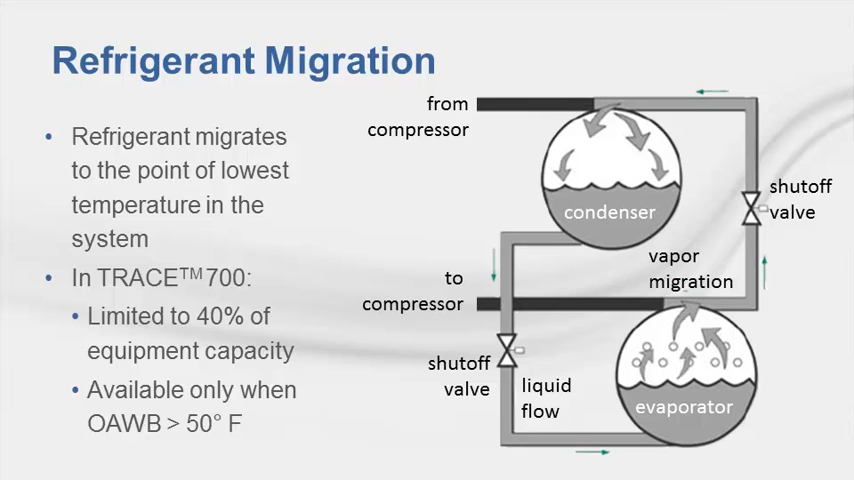 Refrigerant Migration
• Refrigerant migrates
to the point of lowest
temperature in the
system
• In TRACE™ 700:
• Limited to 40% of
equipment capacity
• Available only when
OAWB > 50° F
from
compressor
condenser
shutoff
valve
vapor
migration
to
compressor
shutoff
valve
liquid
flow
evaporator